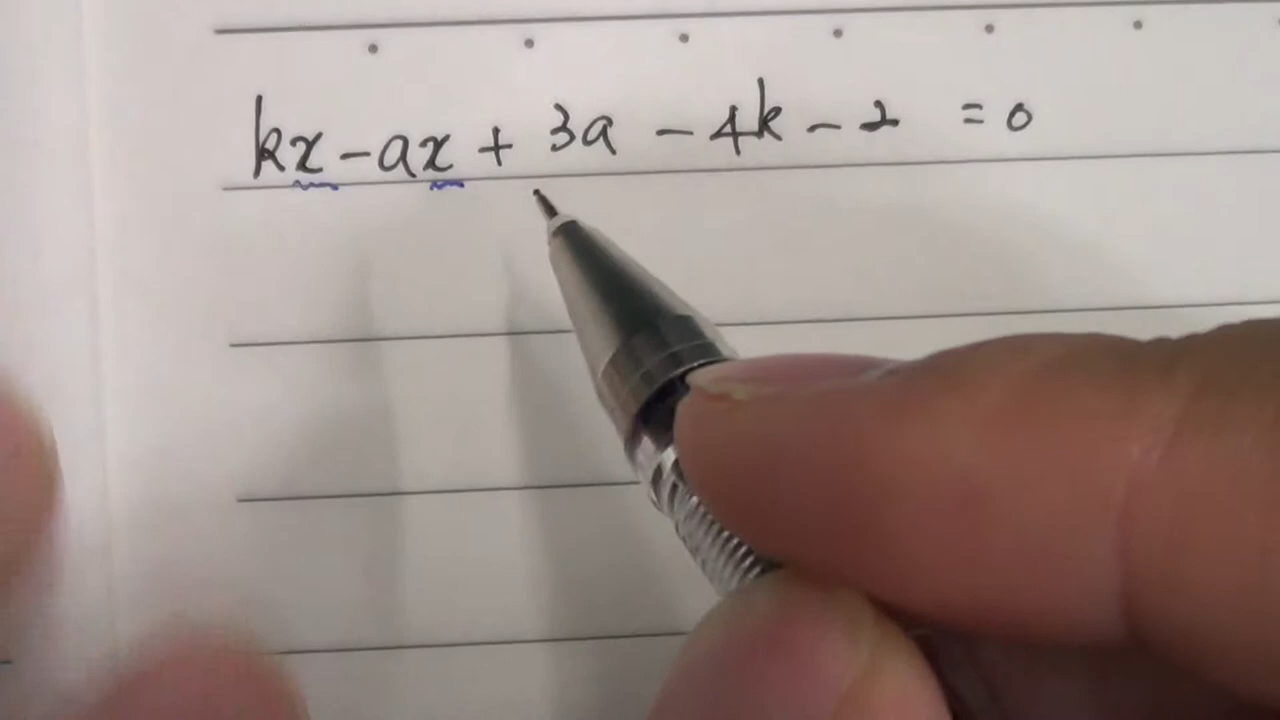 kx - ax + 3a - 4k - 2 = 0